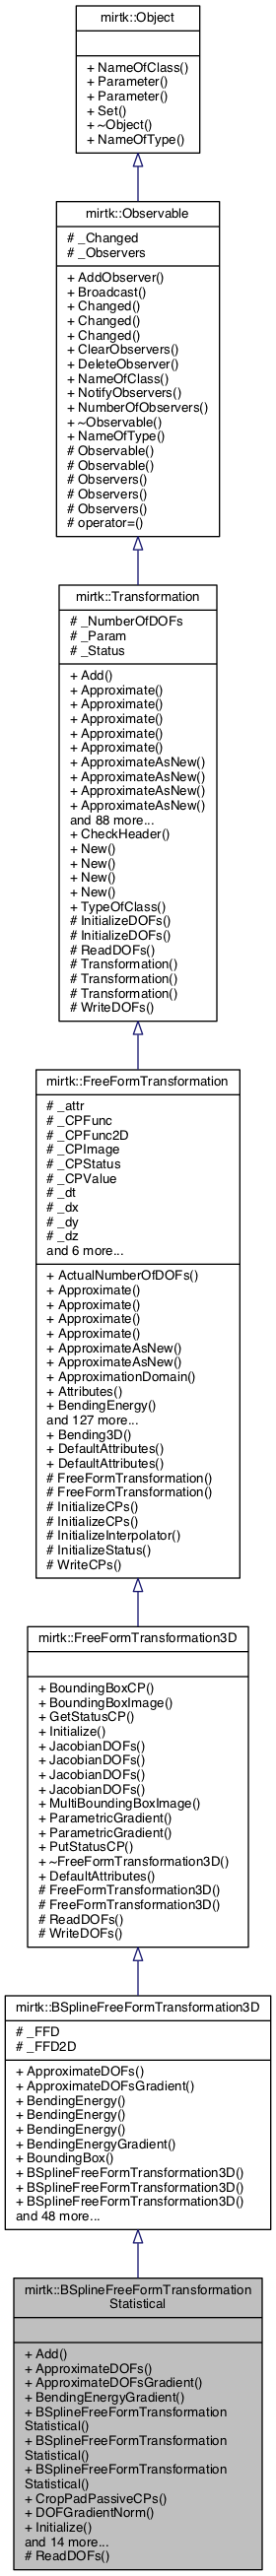 mirtk::Object
+ NameOfClass()
+ Parameter()
+ Parameter()
+ Set()
+ ~Object()
+ NameOfType()
mirtk::Observable
# _Changed
# _Observers
+ AddObserver()
+ Broadcast()
+ Changed()
+ Changed()
+ Changed()
+ ClearObservers()
+ DeleteObserver()
+ NameOfClass()
+ NotifyObservers()
+ NumberOfObservers()
+ ~Observable()
+ NameOfType()
# Observable()
# Observable()
# Observers()
# Observers()
# Observers()
# operator=()
mirtk::Transformation
# _NumberOfDOFs
# _Param
# _Status
+ Add()
+ Approximate()
+ Approximate()
+ Approximate()
+ Approximate()
+ Approximate()
+ ApproximateAsNew()
+ ApproximateAsNew()
+ ApproximateAsNew()
+ ApproximateAsNew()
and 88 more...
+ CheckHeader()
+ New()
+ New()
+ New()
+ New()
+ TypeOfClass()
# InitializeDOFs()
# InitializeDOFs()
# ReadDOFs()
# Transformation()
# Transformation()
# Transformation()
# WriteDOFs()
mirtk::FreeFormTransformation
# _attr
# _CPFunc
# _CPFunc2D
# _CPImage
# _CPStatus
# _CPValue
# _dt
# _dx
# _dy
# _dz
and 6 more...
+ ActualNumberOfDOFs()
+ Approximate()
+ Approximate()
+ Approximate()
+ Approximate()
+ ApproximateAsNew()
+ ApproximateAsNew()
+ ApproximationDomain()
+ Attributes()
+ BendingEnergy()
and 127 more...
+ Bending3D()
+ DefaultAttributes()
+ DefaultAttributes()
# FreeFormTransformation()
# FreeFormTransformation()
# InitializeCPs()
# InitializeCPs()
# InitializeInterpolator()
# InitializeStatus()
# WriteCPs()
mirtk::FreeFormTransformation3D
+ BoundingBoxCP()
+ BoundingBoxImage()
+ GetStatusCP()
+ Initialize()
+ JacobianDOFs()
+ JacobianDOFs()
+ JacobianDOFs()
+ JacobianDOFs()
+ MultiBoundingBoxImage()
+ ParametricGradient()
+ ParametricGradient()
+ PutStatusCP()
+ ~FreeFormTransformation3D()
+ DefaultAttributes()
# FreeFormTransformation3D()
# FreeFormTransformation3D()
# ReadDOFs()
# WriteDOFs()
mirtk::BSplineFreeFormTransformation3D
# _FFD
# _FFD2D
+ ApproximateDOFs()
+ ApproximateDOFsGradient()
+ BendingEnergy()
+ BendingEnergy()
+ BendingEnergy()
+ BendingEnergyGradient()
+ BoundingBox()
+ BSplineFreeFormTransformation3D()
+ BSplineFreeFormTransformation3D()
+ BSplineFreeFormTransformation3D()
and 48 more...
mirtk::BSplineFreeFormTransformation
Statistical
+ Add()
+ ApproximateDOFs()
+ ApproximateDOFsGradient()
+ BendingEnergyGradient()
+ BSplineFreeFormTransformation
Statistical()
+ BSplineFreeFormTransformation
Statistical()
+ BSplineFreeFormTransformation
Statistical()
+ CropPadPassiveCPs()
+ DOFGradientNorm()
+ Initialize()
and 14 more...
# ReadDOFs()